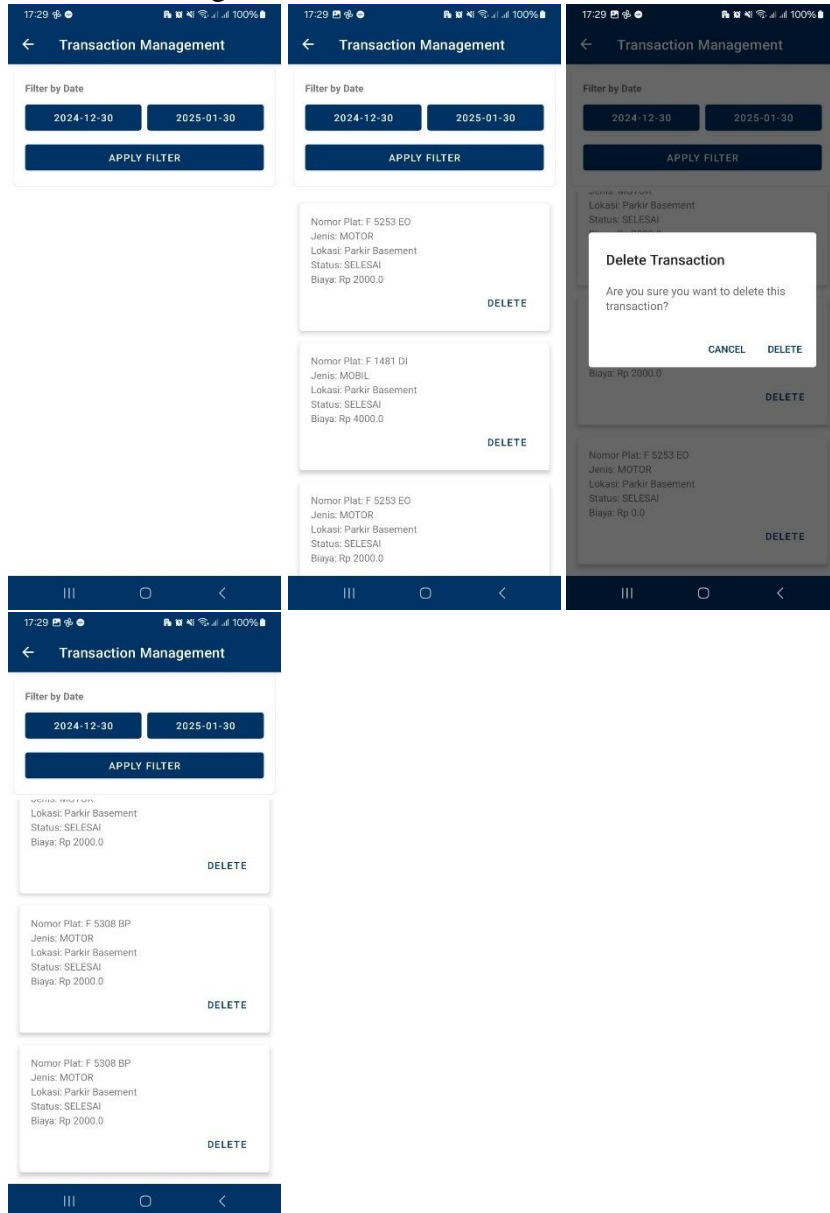 17:29 100%
Transaction Management
Filter by Date
2024-12-30 2025-01-30
APPLY FILTER
17:29 100%
Transaction Management
Filter by Date
2024-12-30 2025-01-30
APPLY FILTER
Nomor Plat: F 5253 EO
Jenis: MOTOR
Lokasi: Parkir Basement
Status: SELESAI
Biaya: Rp 2000.0
DELETE
Nomor Plat: F 1481 DI
Jenis: MOBIL
Lokasi: Parkir Basement
Status: SELESAI
Biaya: Rp 4000.0
DELETE
Nomor Plat: F 5253 EO
Jenis: MOTOR
Lokasi: Parkir Basement
Status: SELESAI
Biaya: Rp 2000.0
17:29 100%
Transaction Management
Filter by Date
2024-12-30 2025-01-30
APPLY FILTER
Jenis: MOTOR
Lokasi: Parkir Basement
Status: SELESAI
Delete Transaction
Are you sure you want to delete this
transaction?
CANCEL DELETE
Biaya: Rp 2000.0
DELETE
Nomor Plat: F 5253 EO
Jenis: MOTOR
Lokasi: Parkir Basement
Status: SELESAI
Biaya: Rp 0.0
DELETE
17:29 100%
Transaction Management
Filter by Date
2024-12-30 2025-01-30
APPLY FILTER
Jenis: MOTOR
Lokasi: Parkir Basement
Status: SELESAI
Biaya: Rp 2000.0
DELETE
Nomor Plat: F 5308 BP
Jenis: MOTOR
Lokasi: Parkir Basement
Status: SELESAI
Biaya: Rp 2000.0
DELETE
Nomor Plat: F 5308 BP
Jenis: MOTOR
Lokasi: Parkir Basement
Status: SELESAI
Biaya: Rp 2000.0
DELETE